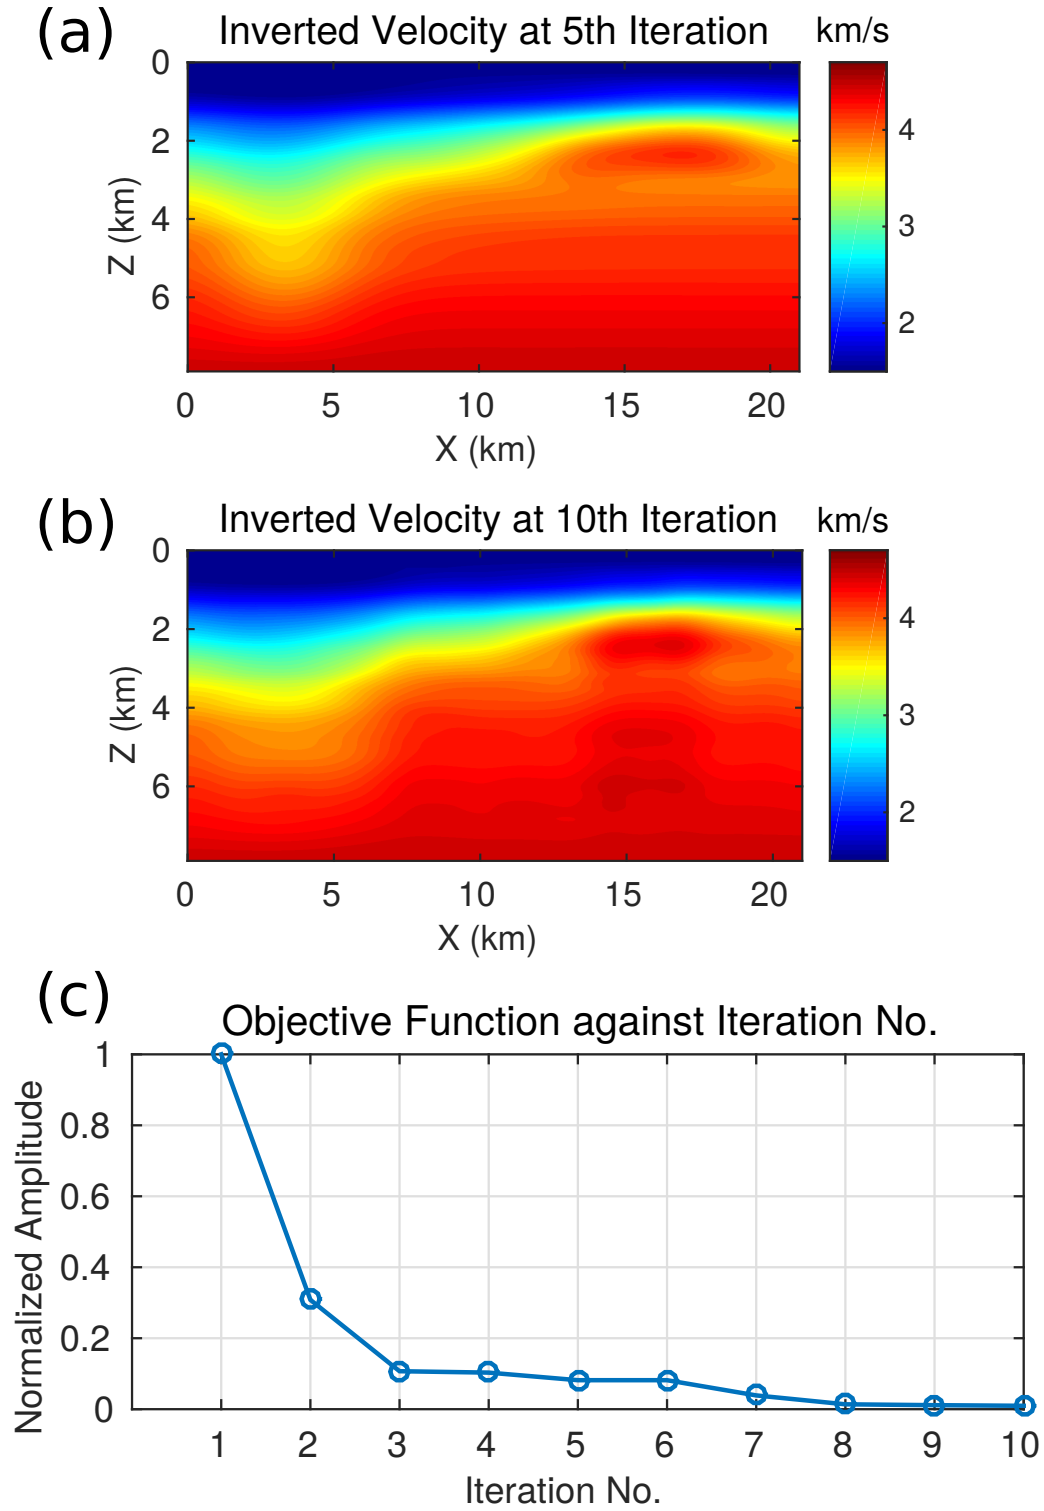 (a) Inverted Velocity at 5th Iteration km/s
0
2
4
6
Z (km)
0 5 10 15 20
X (km)
4
3
2
(b) Inverted Velocity at 10th Iteration km/s
0
2
4
6
Z (km)
0 5 10 15 20
X (km)
4
3
2
(c)
Objective Function against Iteration No.
1
0.8
0.6
0.4
0.2
0
Normalized Amplitude
1 2 3 4 5 6 7 8 9 10
Iteration No.